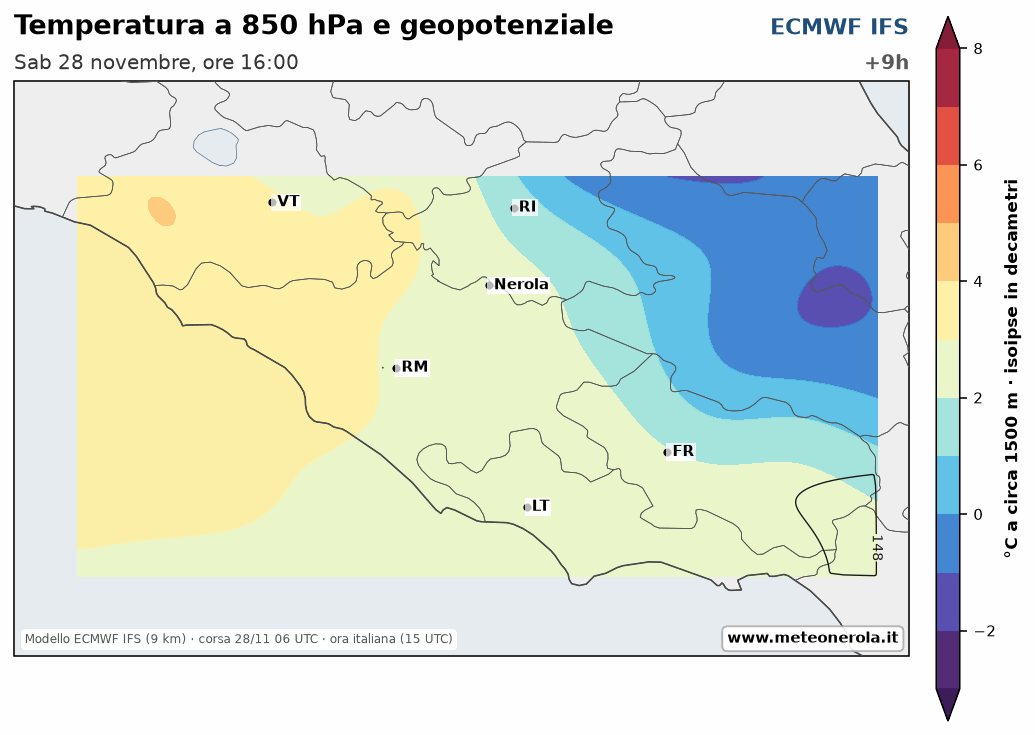 Temperatura a 850 hPa e geopotenziale
ECMWF IFS
Sab 28 novembre, ore 16:00
+9h
VT
RI
Nerola
RM
FR
LT
148
Modello ECMWF IFS (9 km) · corsa 28/11 06 UTC · ora italiana (15 UTC)
www.meteonerola.it
8
6
4
2
0
−2
°C a circa 1500 m · isoipse in decametri